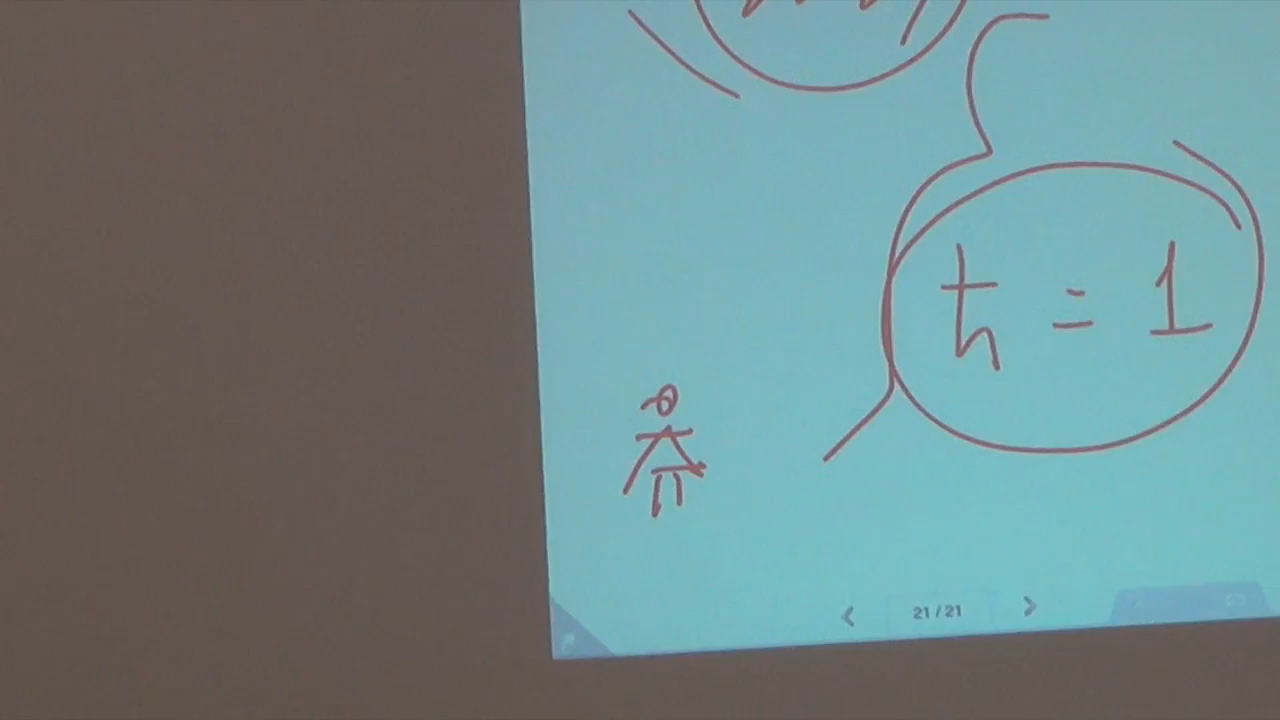 ħ = 1
21 / 21